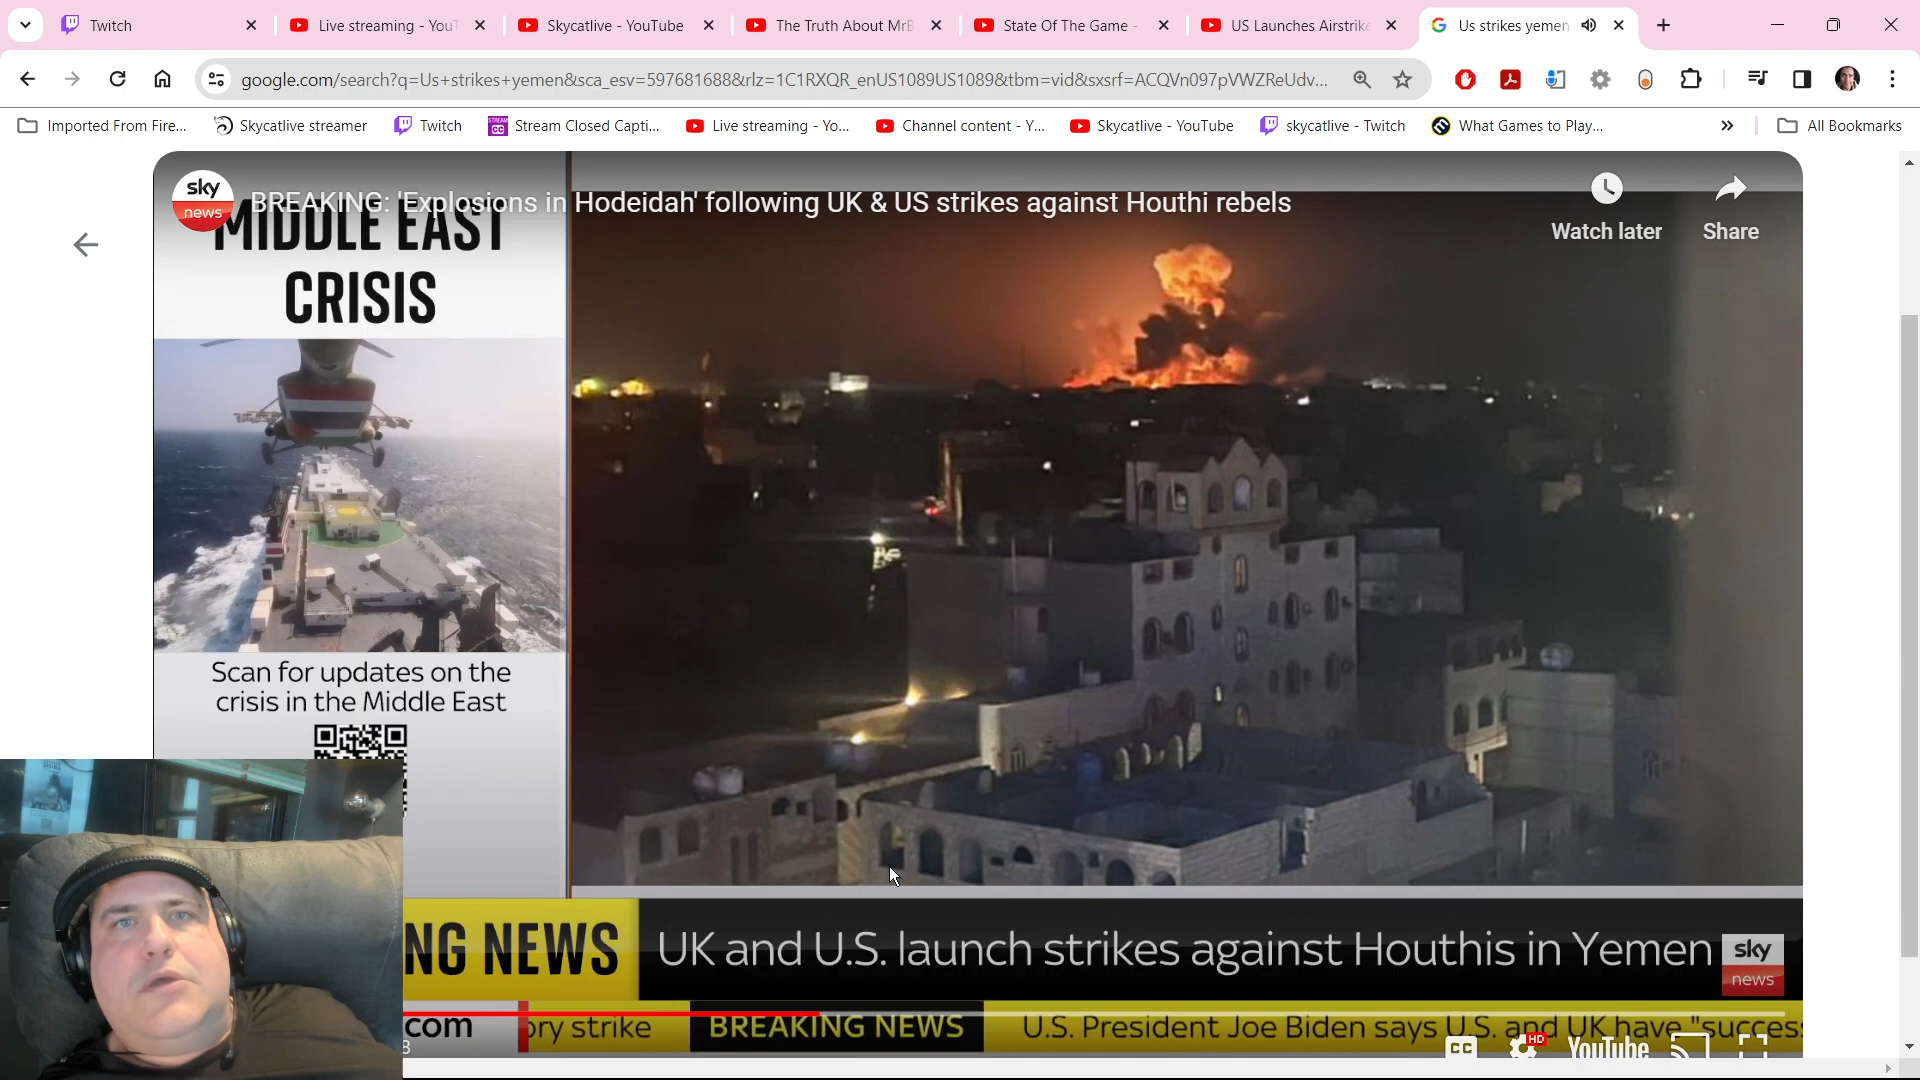 Twitch
Live streaming - YouT
Skycatlive - YouTube
The Truth About MrB
State Of The Game -
US Launches Airstrike
Us strikes yemen
google.com/search?q=Us+strikes+yemen&sca_esv=597681688&rlz=1C1RXQR_enUS1089US1089&tbm=vid&sxsrf=ACQVn097pVWZReUdv...
Imported From Fire...
Skycatlive streamer
Twitch
Stream Closed Capti...
Live streaming - Yo...
Channel content - Y...
Skycatlive - YouTube
skycatlive - Twitch
What Games to Play...
All Bookmarks
sky
news
BREAKING: 'Explosions in Hodeidah' following UK & US strikes against Houthi rebels
Watch later
Share
MIDDLE EAST
CRISIS
Scan for updates on the
crisis in the Middle East
NG NEWS
UK and U.S. launch strikes against Houthis in Yemen
sky
news
.com
ory strike
BREAKING NEWS
U.S. President Joe Biden says U.S. and UK have "success
8
CC
HD
YouTube